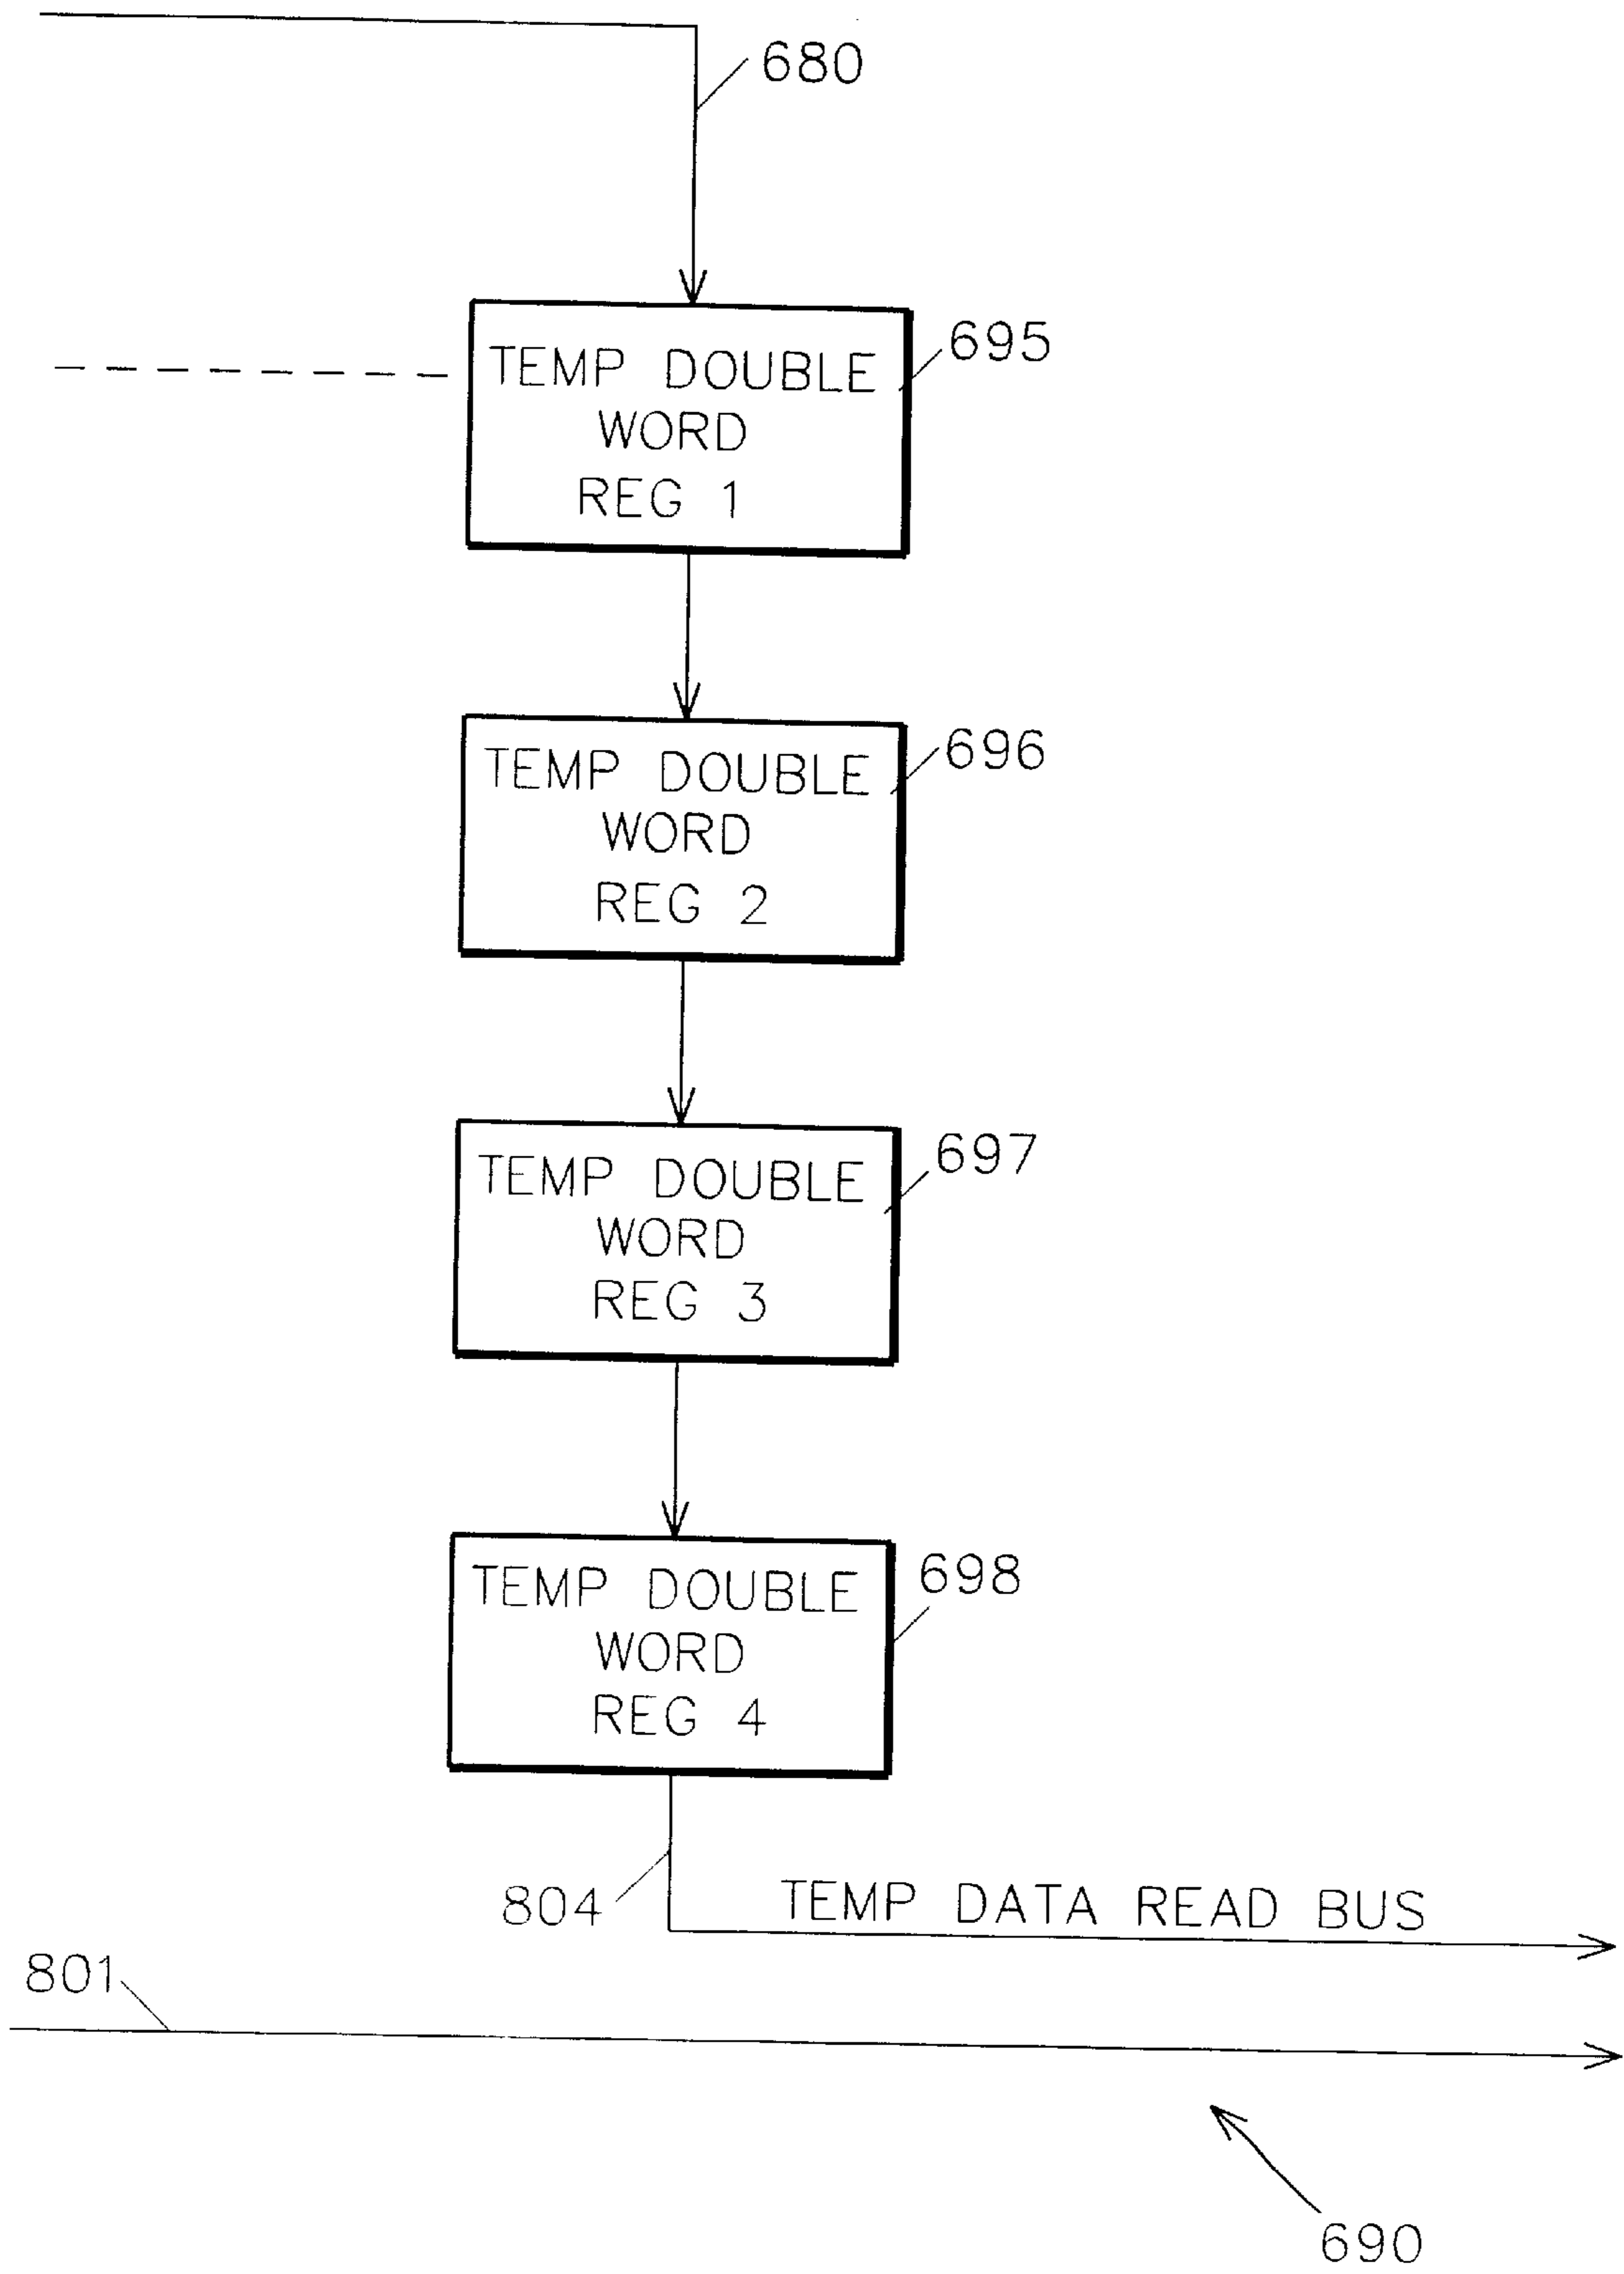 680
TEMP DOUBLE
WORD
REG 1
695
TEMP DOUBLE
WORD
REG 2
696
TEMP DOUBLE
WORD
REG 3
697
TEMP DOUBLE
WORD
REG 4
698
804
TEMP DATA READ BUS
801
690